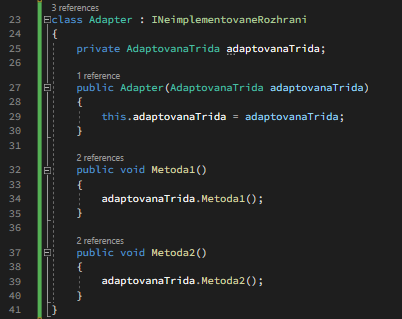 3 references
23 class Adapter : INeimplementovaneRozhrani
24 {
25 private AdaptovanaTrida adaptovanaTrida;
26
1 reference
27 public Adapter(AdaptovanaTrida adaptovanaTrida)
28 {
29 this.adaptovanaTrida = adaptovanaTrida;
30 }
31
2 references
32 public void Metoda1()
33 {
34 adaptovanaTrida.Metoda1();
35 }
36
2 references
37 public void Metoda2()
38 {
39 adaptovanaTrida.Metoda2();
40 }
41 }